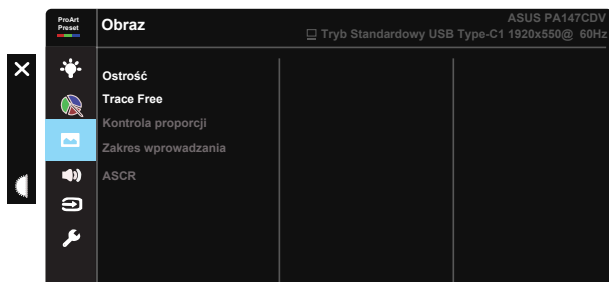 ProArt
Preset
Obraz
ASUS PA147CDV
Tryb Standardowy USB Type-C1 1920x550@ 60Hz
Ostrość
Trace Free
Kontrola proporcji
Zakres wprowadzania
ASCR